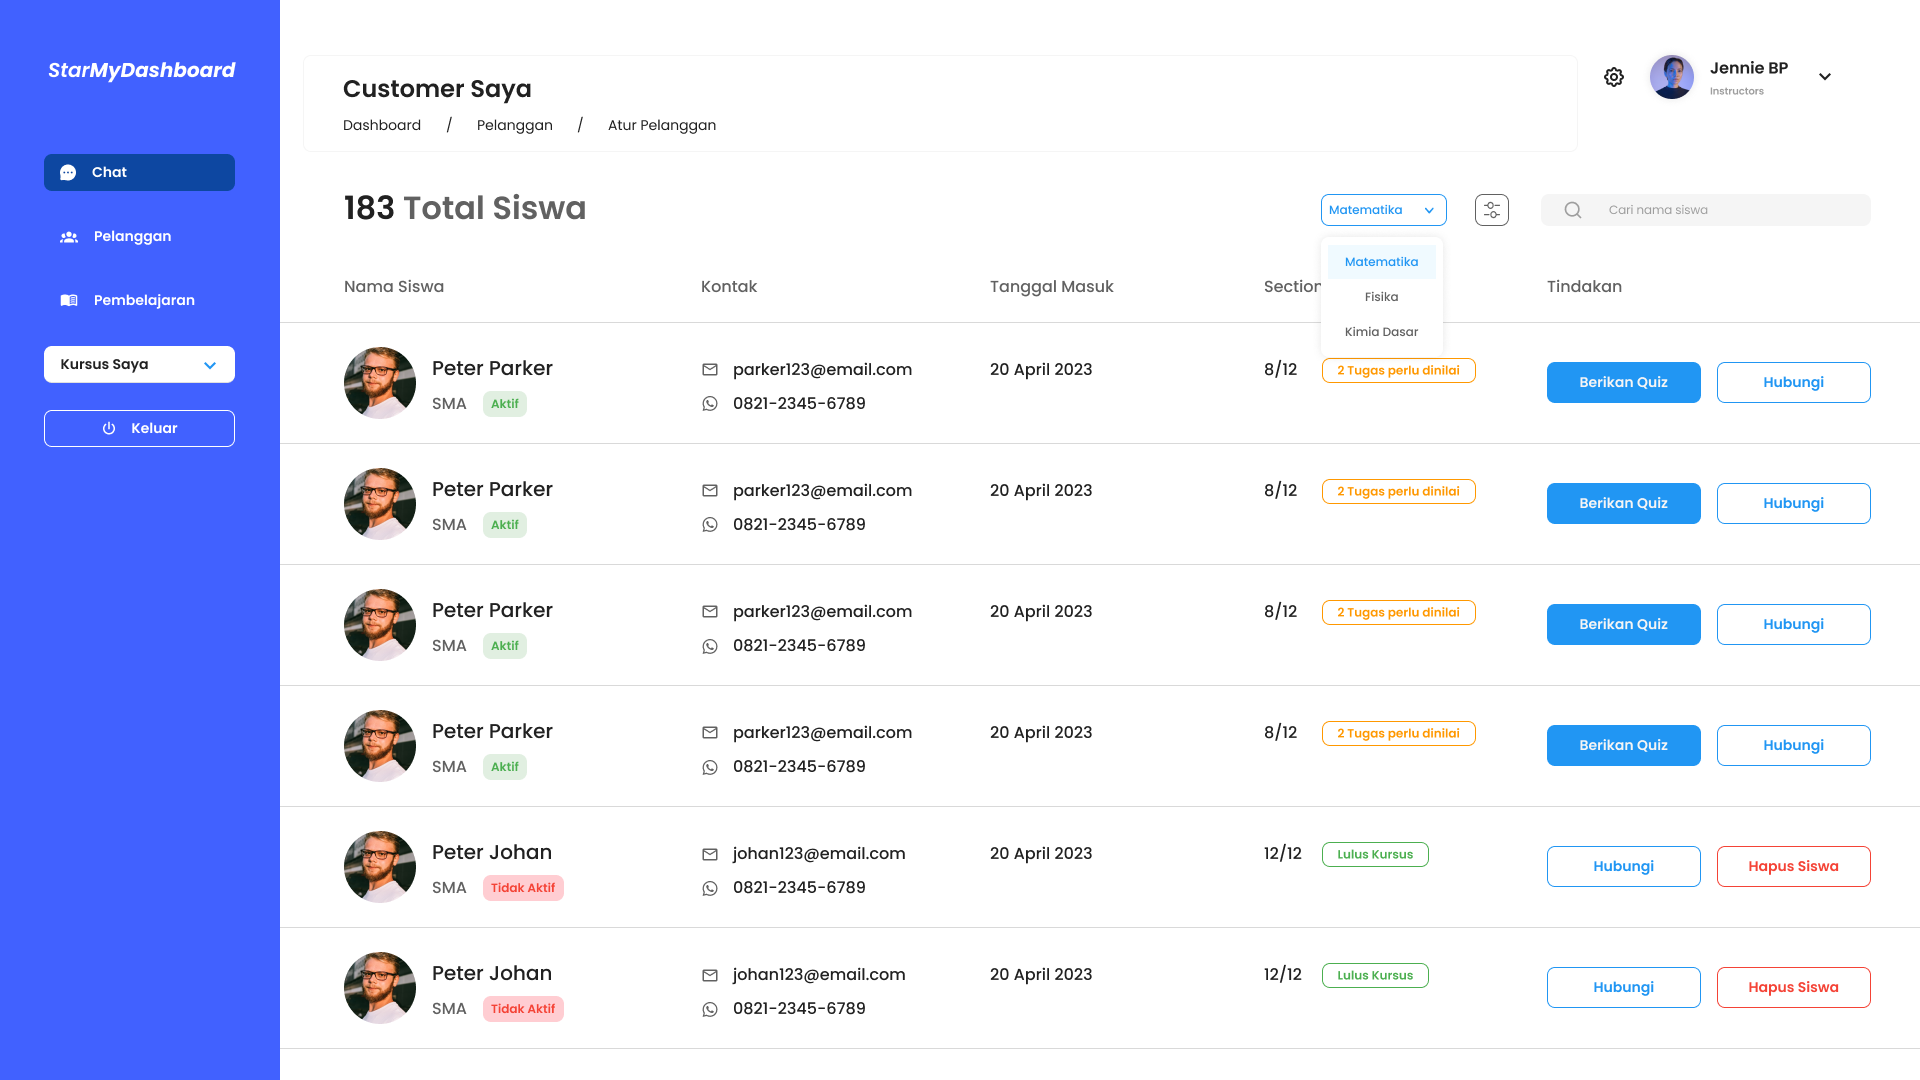 StarMyDashboard
Chat
Pelanggan
Pembelajaran
Kursus Saya
Keluar
Customer Saya
Dashboard / Pelanggan / Atur Pelanggan
Jennie BP
Instructors
183 Total Siswa
Matematika
Cari nama siswa
Matematika
Fisika
Kimia Dasar
Nama Siswa Kontak Tanggal Masuk Section Tindakan
Peter Parker
SMA Aktif
parker123@email.com
0821-2345-6789
20 April 2023
8/12 2 Tugas perlu dinilai
Berikan Quiz Hubungi
Peter Parker
SMA Aktif
parker123@email.com
0821-2345-6789
20 April 2023
8/12 2 Tugas perlu dinilai
Berikan Quiz Hubungi
Peter Parker
SMA Aktif
parker123@email.com
0821-2345-6789
20 April 2023
8/12 2 Tugas perlu dinilai
Berikan Quiz Hubungi
Peter Parker
SMA Aktif
parker123@email.com
0821-2345-6789
20 April 2023
8/12 2 Tugas perlu dinilai
Berikan Quiz Hubungi
Peter Johan
SMA Tidak Aktif
johan123@email.com
0821-2345-6789
20 April 2023
12/12 Lulus Kursus
Hubungi Hapus Siswa
Peter Johan
SMA Tidak Aktif
johan123@email.com
0821-2345-6789
20 April 2023
12/12 Lulus Kursus
Hubungi Hapus Siswa